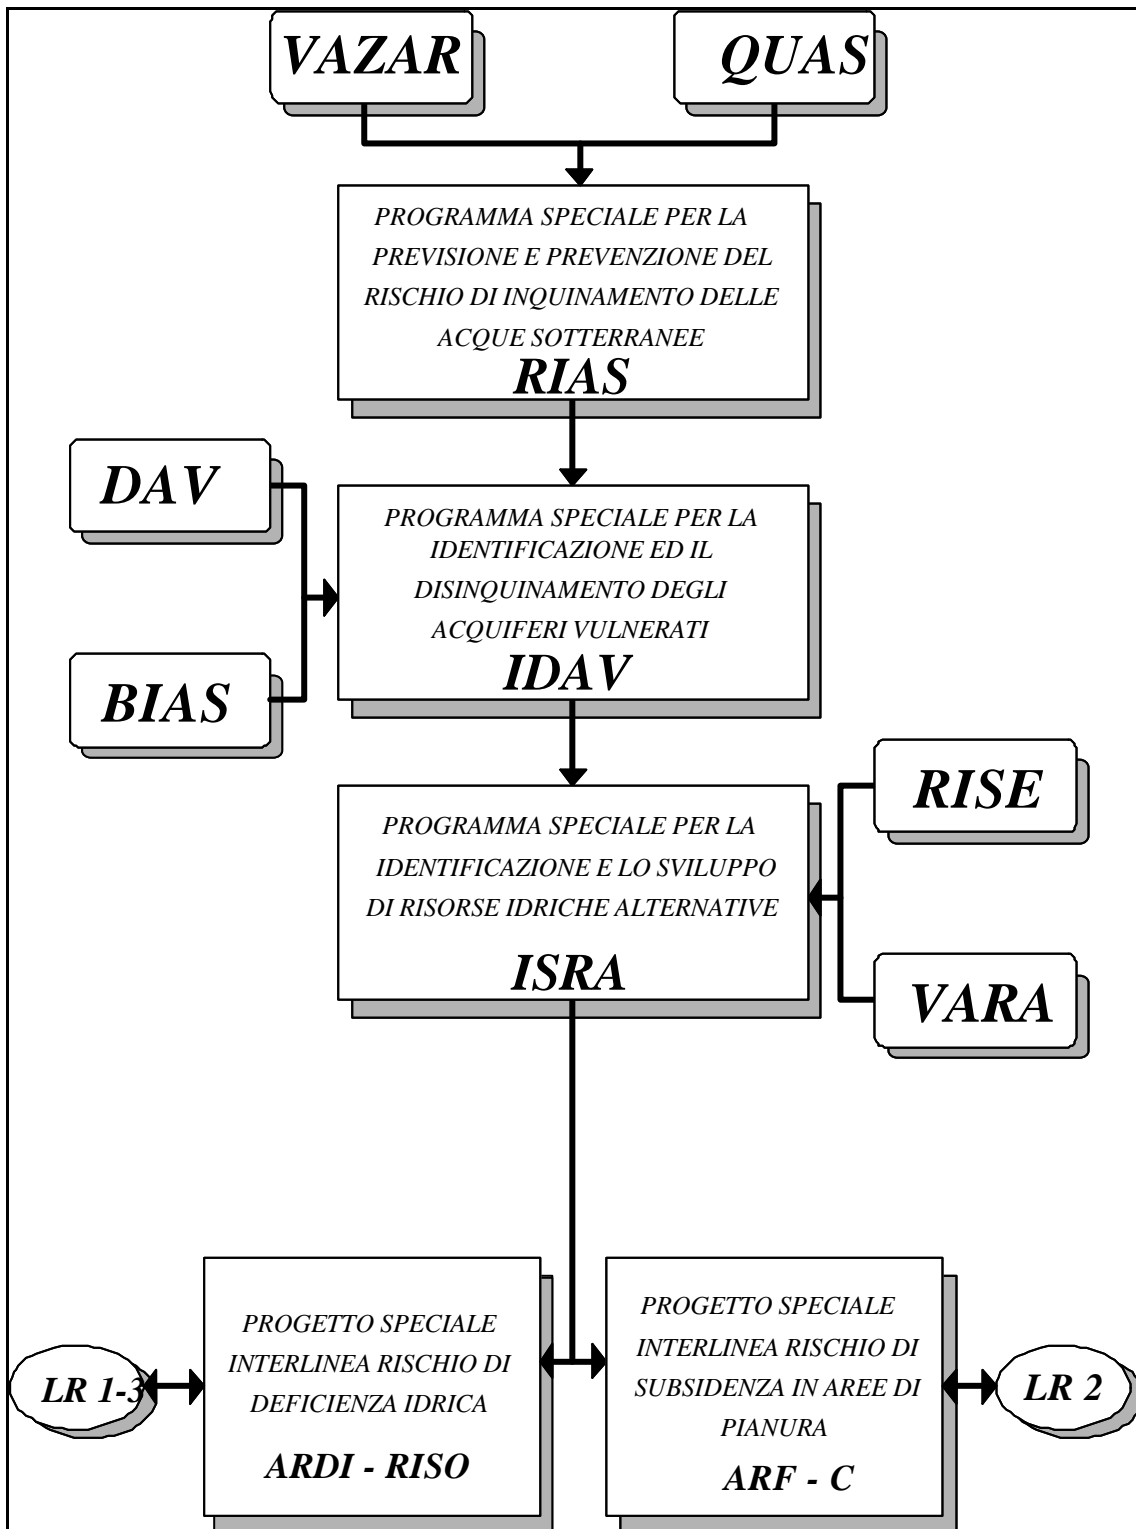 VAZAR
QUAS
PROGRAMMA SPECIALE PER LA
PREVISIONE E PREVENZIONE DEL
RISCHIO DI INQUINAMENTO DELLE
ACQUE SOTTERRANEE
RIAS
DAV
PROGRAMMA SPECIALE PER LA
IDENTIFICAZIONE ED IL
DISINQUINAMENTO DEGLI
ACQUIFERI VULNERATI
IDAV
BIAS
RISE
PROGRAMMA SPECIALE PER LA
IDENTIFICAZIONE E LO SVILUPPO
DI RISORSE IDRICHE ALTERNATIVE
ISRA
VARA
PROGETTO SPECIALE
INTERLINEA RISCHIO DI
DEFICIENZA IDRICA
ARDI - RISO
LR 1-3
PROGETTO SPECIALE
INTERLINEA RISCHIO DI
SUBSIDENZA IN AREE DI
PIANURA
ARF - C
LR 2